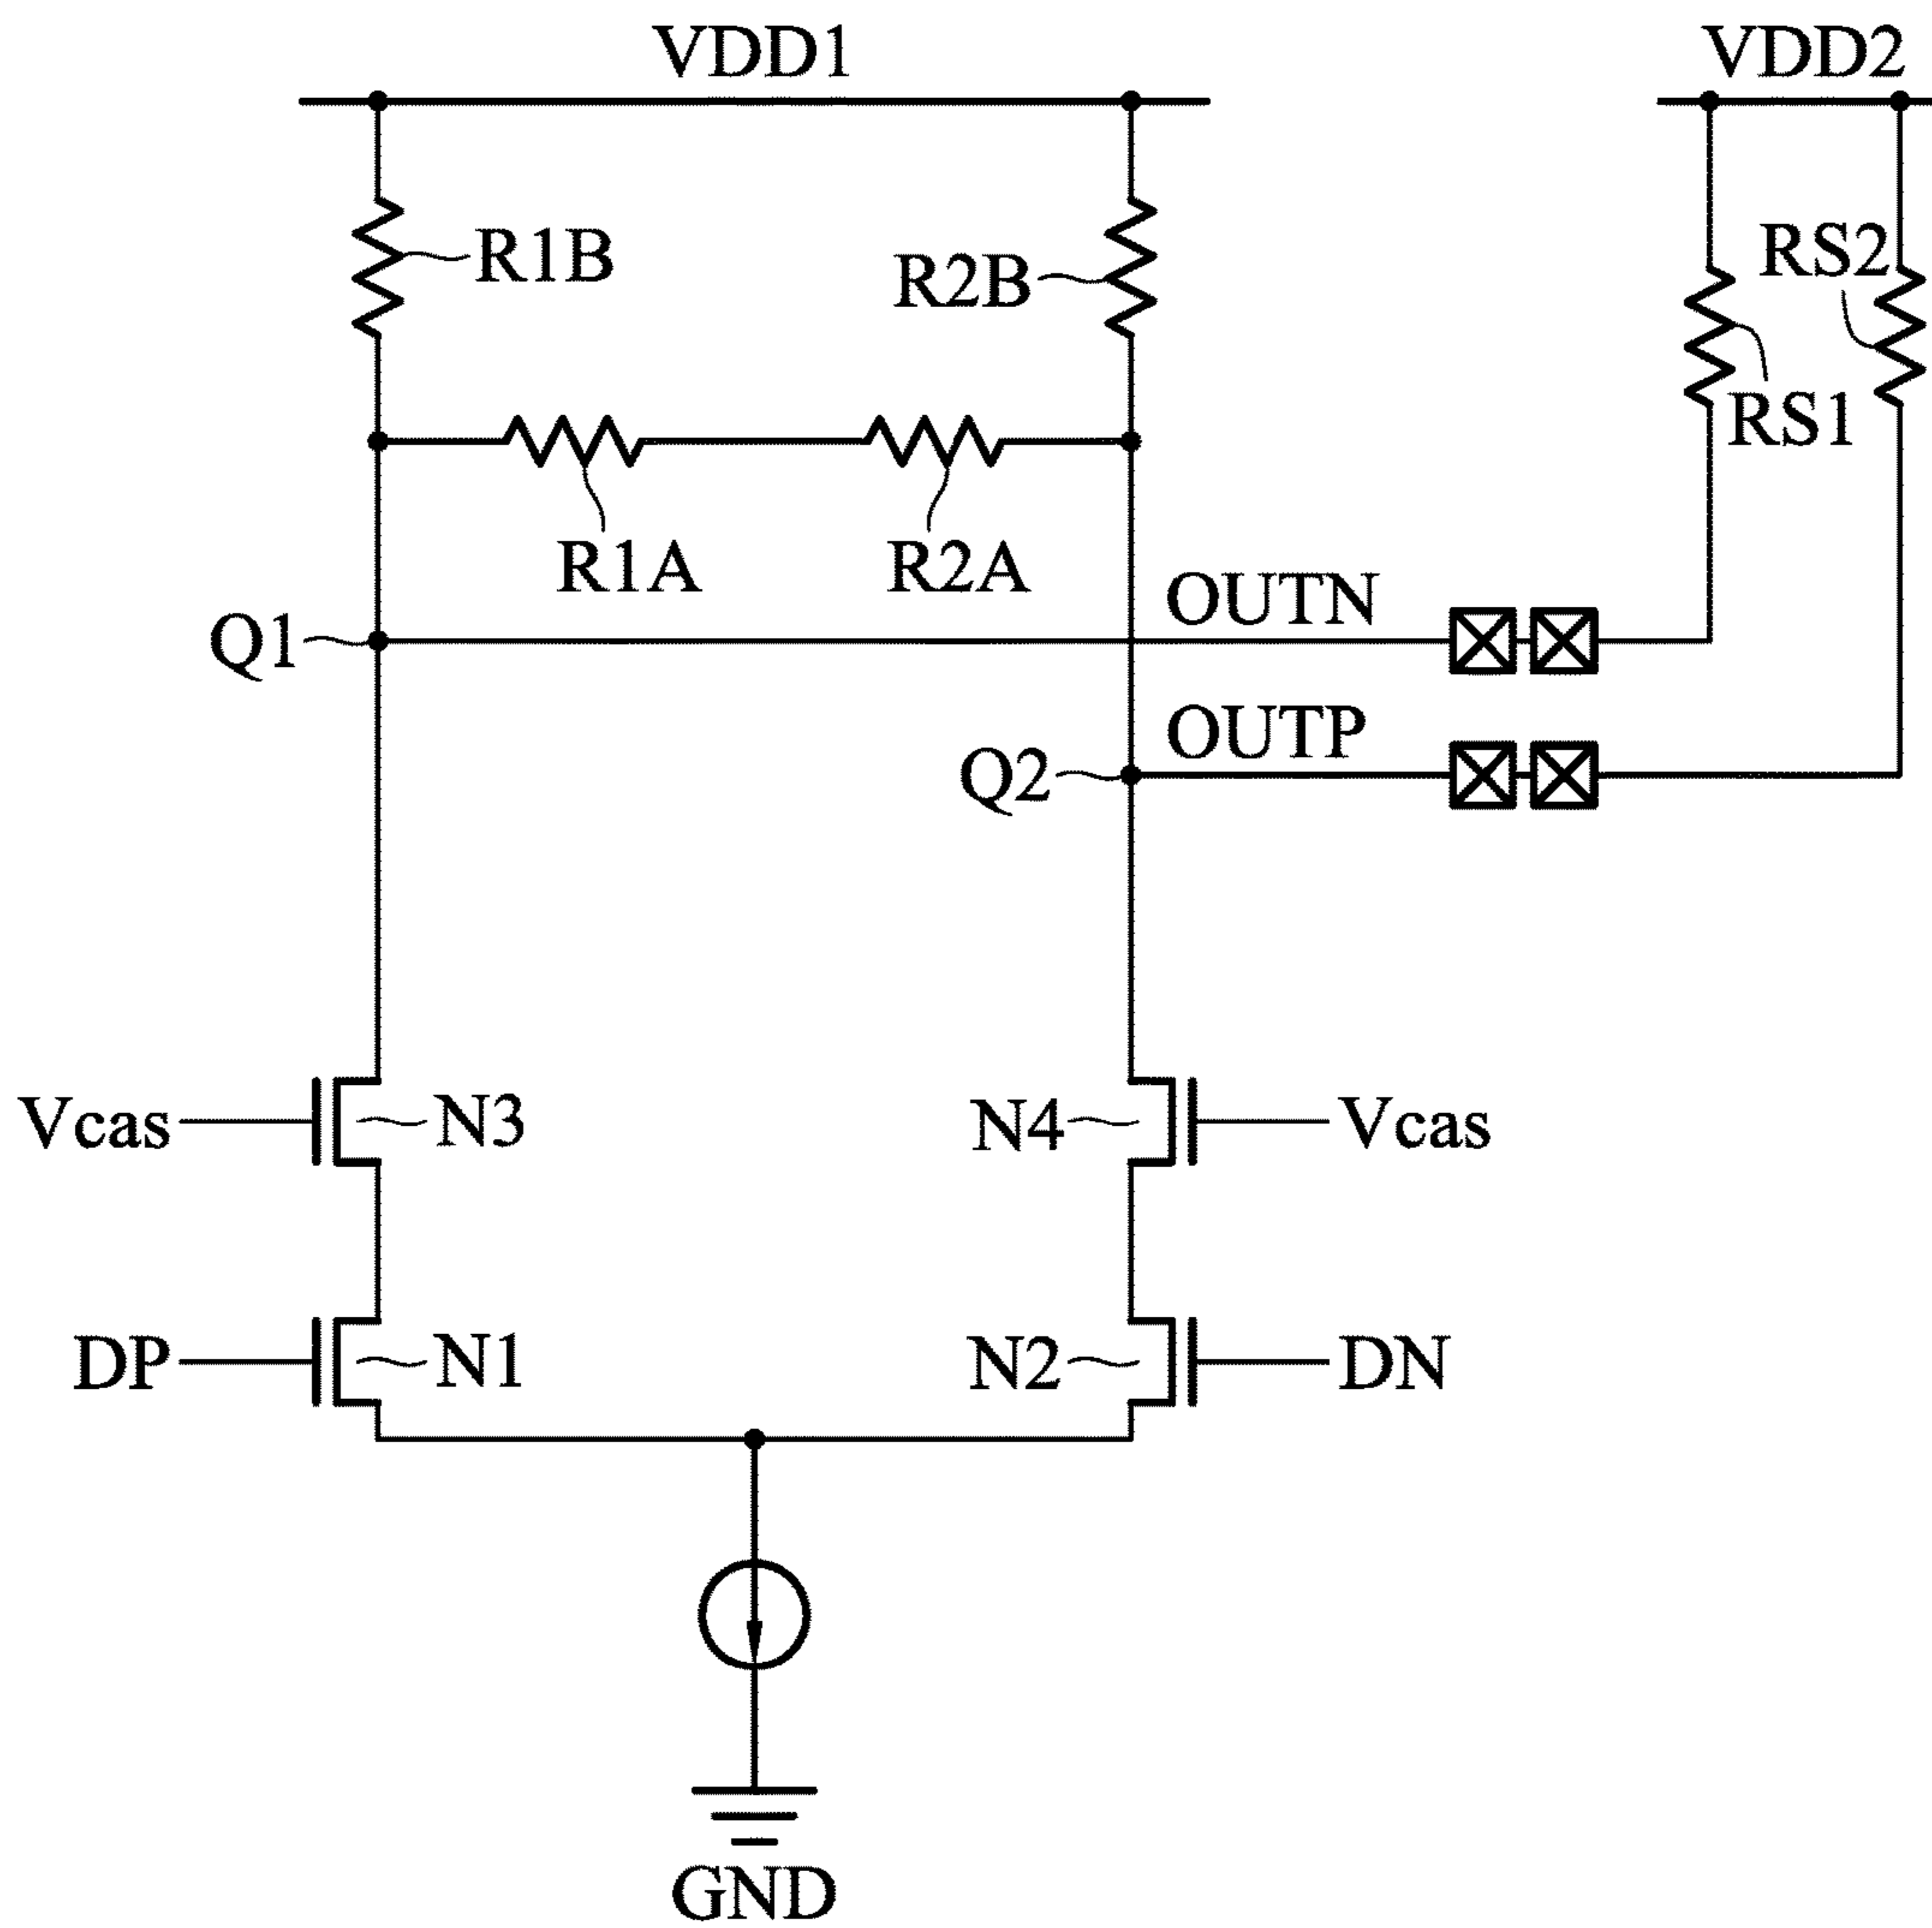 VDD1
VDD2
R1B
R2B
RS2
RS1
R1A
R2A
OUTN
Q1
OUTP
Q2
Vcas
N3
N4
Vcas
DP
N1
N2
DN
GND